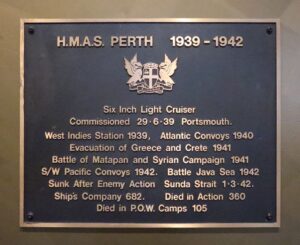 H.M.A.S. PERTH 1939 - 1942
Six Inch Light Cruiser
Commissioned 29·6·39 Portsmouth.
West Indies Station 1939, Atlantic Convoys 1940
Evacuation of Greece and Crete 1941
Battle of Matapan and Syrian Campaign 1941
S/W Pacific Convoys 1942. Battle Java Sea 1942
Sunk After Enemy Action Sunda Strait 1·3·42.
Ship's Company 682. Died in Action 360
Died in P.O.W. Camps 105